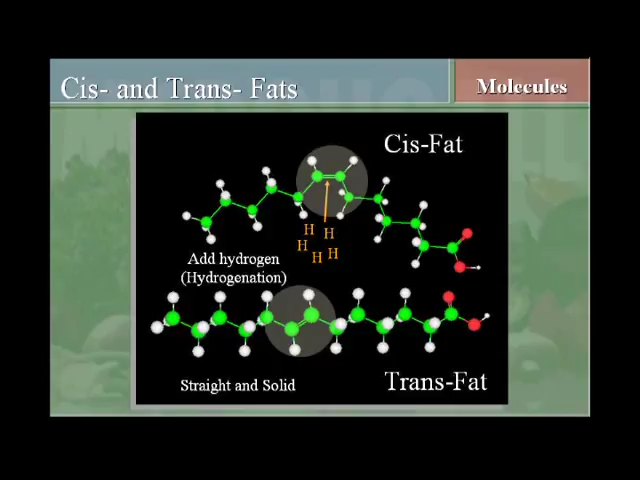 Cis- and Trans- Fats
Molecules
Cis-Fat
H
H
H
H
H
Add hydrogen
(Hydrogenation)
Straight and Solid
Trans-Fat